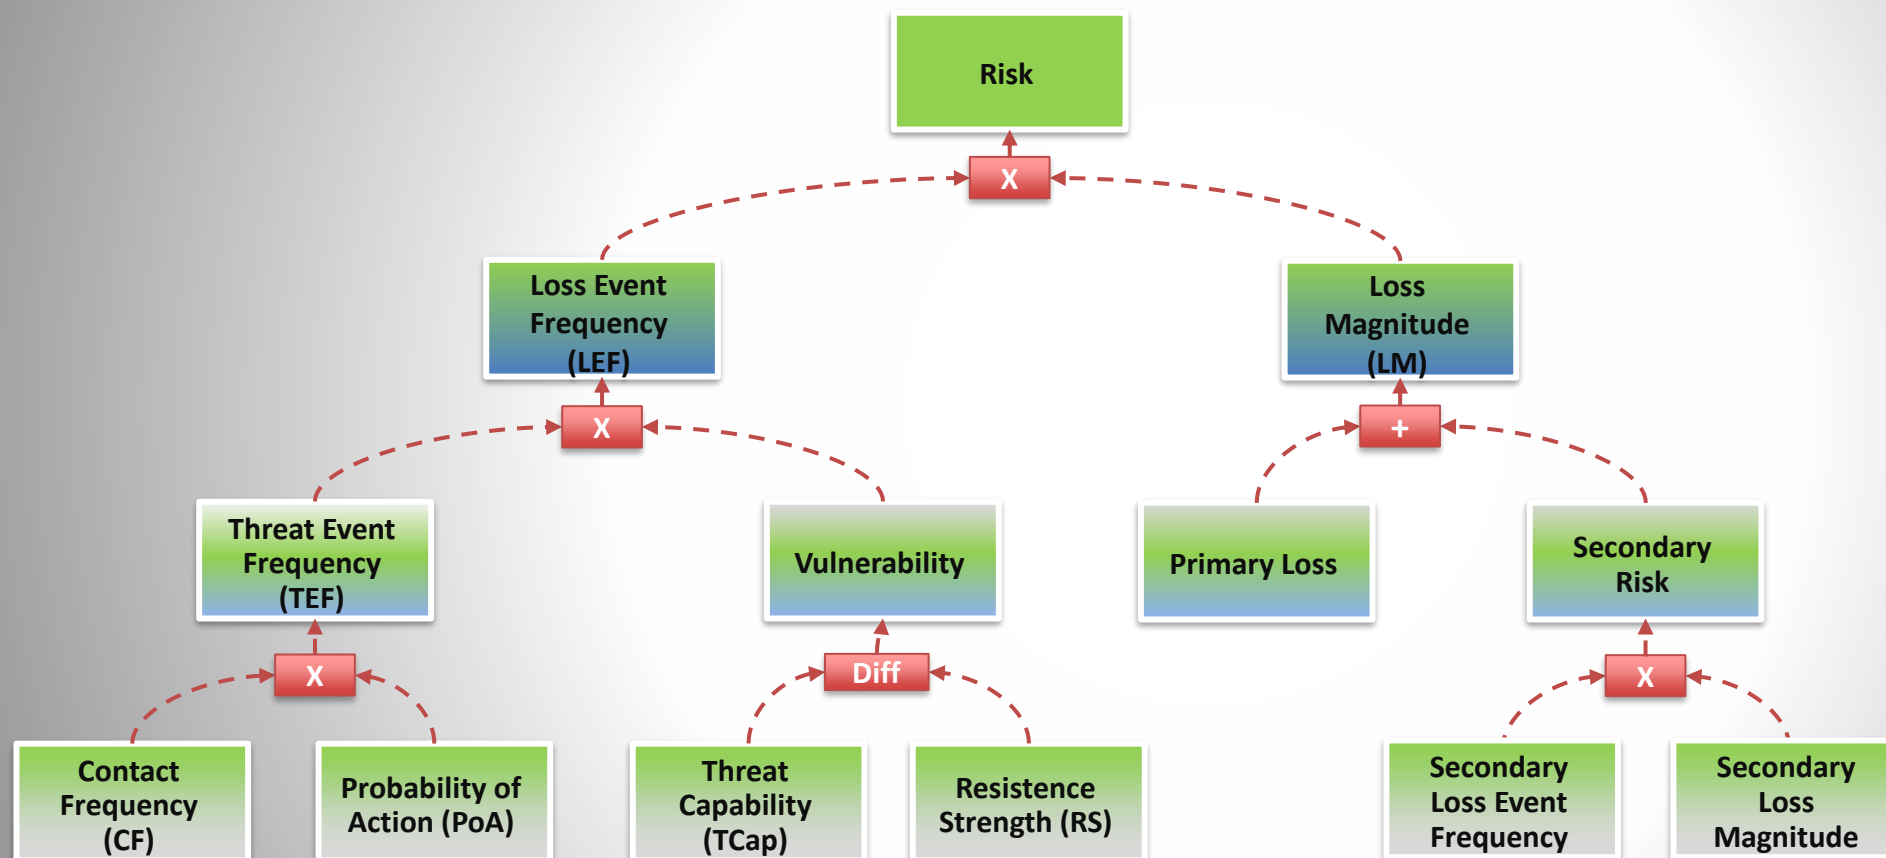 Risk
X
Loss Event
Frequency
(LEF)
Loss
Magnitude
(LM)
X
+
Threat Event
Frequency
(TEF)
Vulnerability
Primary Loss
Secondary
Risk
X
Diff
X
Contact
Frequency
(CF)
Probability of
Action (PoA)
Threat
Capability
(TCap)
Resistence
Strength (RS)
Secondary
Loss Event
Frequency
Secondary
Loss
Magnitude